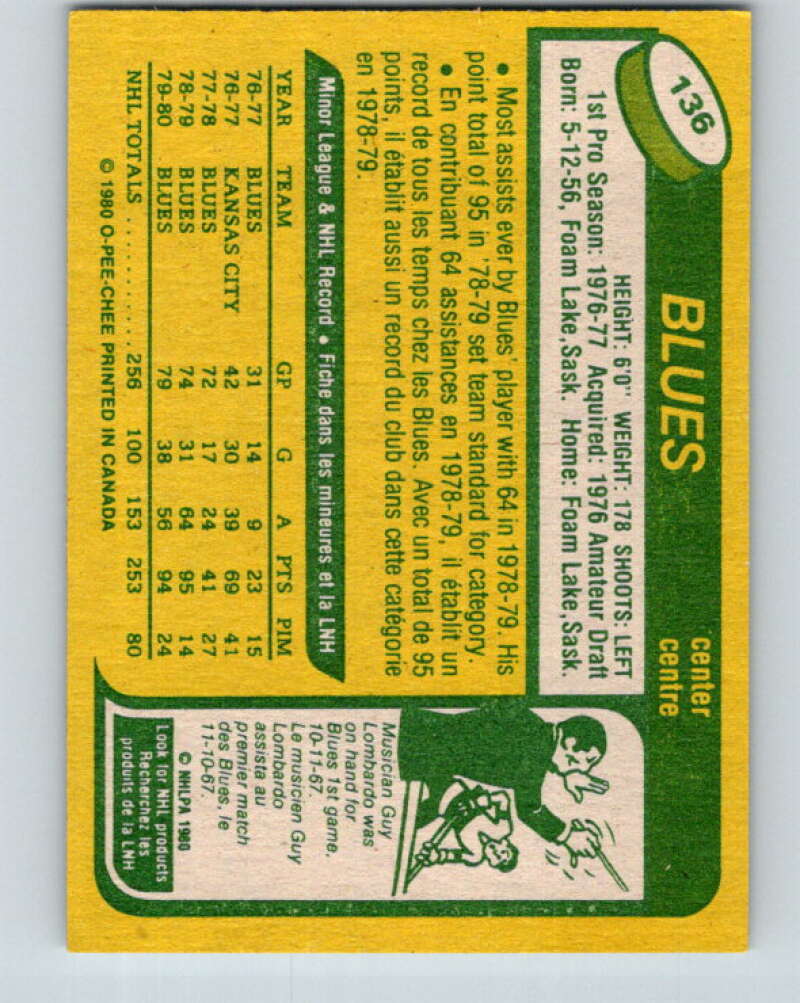 136
BLUES
center
centre
HEIGHT: 6'0" WEIGHT: 178 SHOOTS: LEFT
1st Pro Season: 1976-77 Acquired: 1976 Amateur Draft
Born: 5-12-56, Foam Lake,Sask. Home: Foam Lake,Sask.
• Most assists ever by Blues' player with 64 in 1978-79. His
point total of 95 in '78-79 set team standard for category.
• En contribuant 64 assistances en 1978-79, il établit un
record de tous les temps chez les Blues. Avec un total de 95
points, il établit aussi un record du club dans cette catégorie
en 1978-79.
Minor League & NHL Record • Fiche dans les mineures et la LNH
YEAR TEAM GP G A PTS PIM
76-77 BLUES 31 14 9 23 15
76-77 KANSAS CITY 42 30 39 69 41
77-78 BLUES 72 17 24 41 27
78-79 BLUES 74 31 64 95 14
79-80 BLUES 79 38 56 94 24
NHL TOTALS . . . . . . . . . . . 256 100 153 253 80
© 1980 O-PEE-CHEE PRINTED IN CANADA
Musician Guy
Lombardo was
on hand for
Blues 1st game.
10-11-67.
Le musicien Guy
Lombardo
assista au
premier match
des Blues, le
11-10-67.
© NHLPA 1980
Look for NHL products
Recherchez les
produits de la LNH